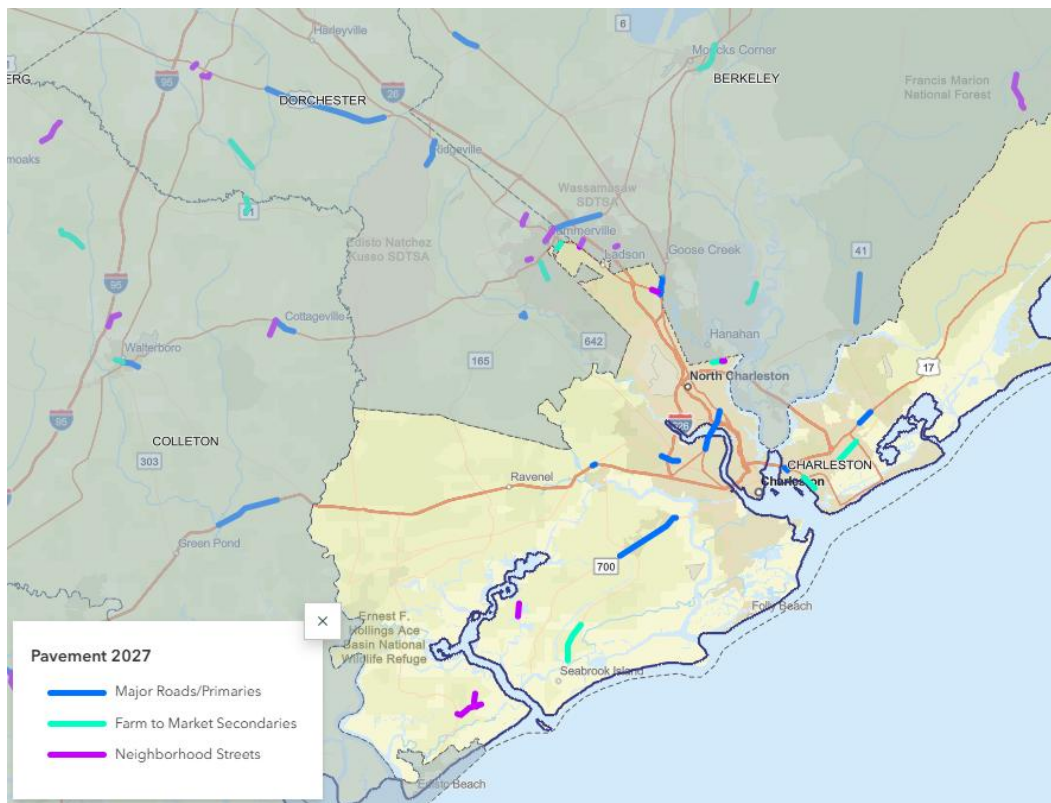 6
Harleyville
Moncks Corner
BERKELEY
ERG
95
26
DORCHESTER
Francis Marion
National Forest
moaks
Ridgeville
Wassamasaw
SDTSA
61
Edisto Natchez
Kusso SDTSA
ummerville
Ladson
Goose Creek
41
95
Cottageville
642
Hanahan
Walterboro
165
17
North Charleston
95
526
COLLETON
303
Ravenel
CHARLESTON
Charleston
Green Pond
700
Ernest F.
Hollings Ace
Basin National
Wildlife Refuge
Folly Beach
Seabrook Island
Edisto Beach
×
Pavement 2027
Major Roads/Primaries
Farm to Market Secondaries
Neighborhood Streets